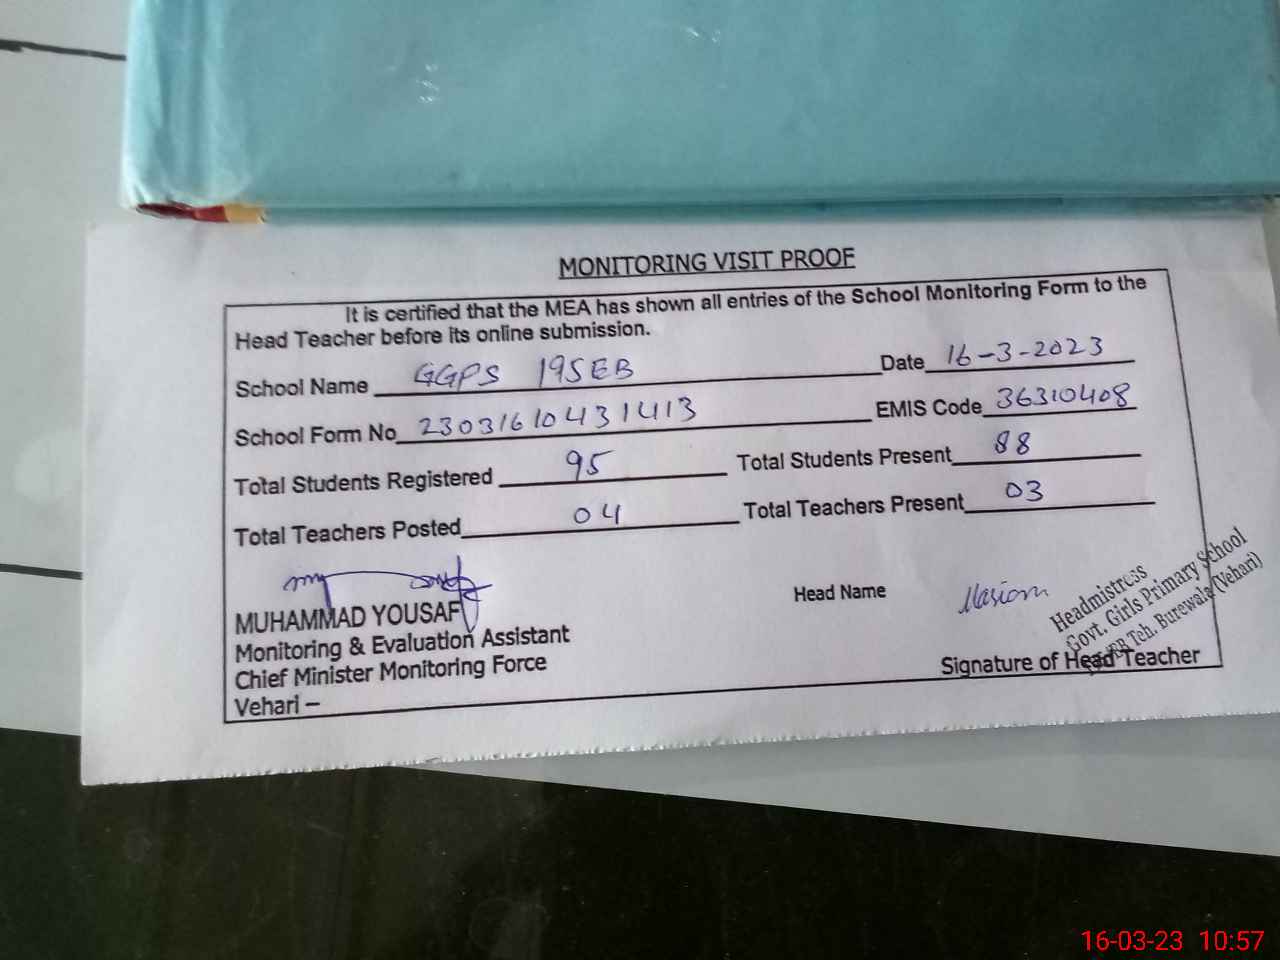 MONITORING VISIT PROOF
It is certified that the MEA has shown all entries of the School Monitoring Form to the
Head Teacher before its online submission.
School Name GGPS 195EB Date 16-3-2023
School Form No 23031610431413 EMIS Code 36310408
Total Students Registered 95 Total Students Present 88
Total Teachers Posted 04 Total Teachers Present 03
MUHAMMAD YOUSAF
Monitoring & Evaluation Assistant
Chief Minister Monitoring Force
Vehari –
Head Name
Headmistress
Govt. Girls Primary School
Teh. Burewala (Vehari)
Signature of Head Teacher
16-03-23 10:57